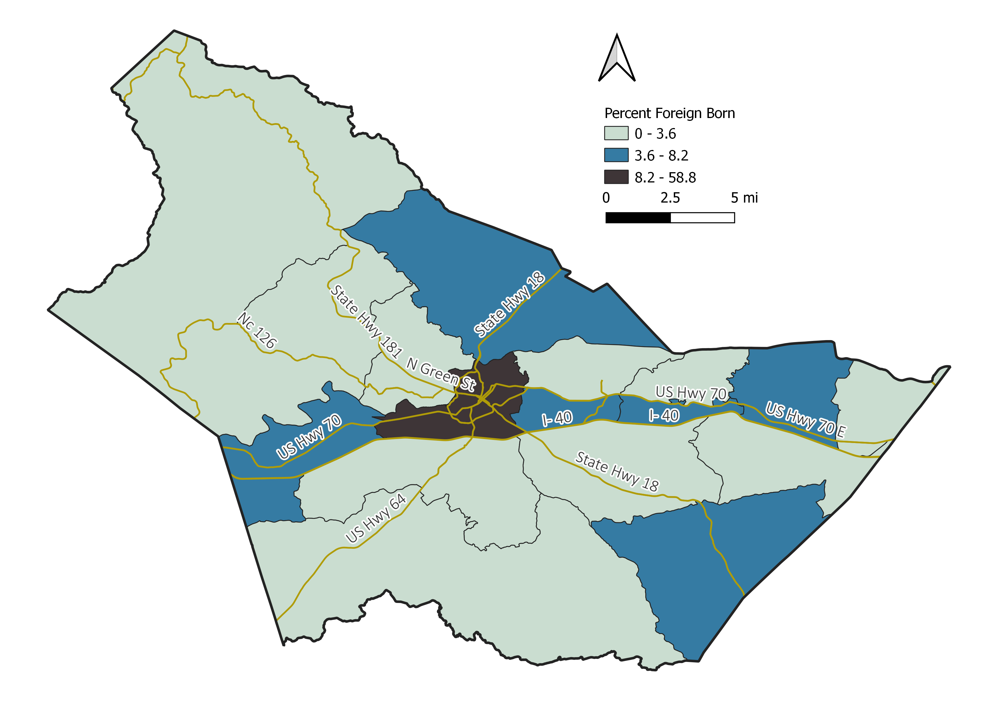 Percent Foreign Born
0 - 3.6
3.6 - 8.2
8.2 - 58.8
0 2.5 5 mi
State Hwy 18
State Hwy 181
Nc 126
N Green St
US Hwy 70
I- 40
I- 40
US Hwy 70 E
US Hwy 70
State Hwy 18
US Hwy 64